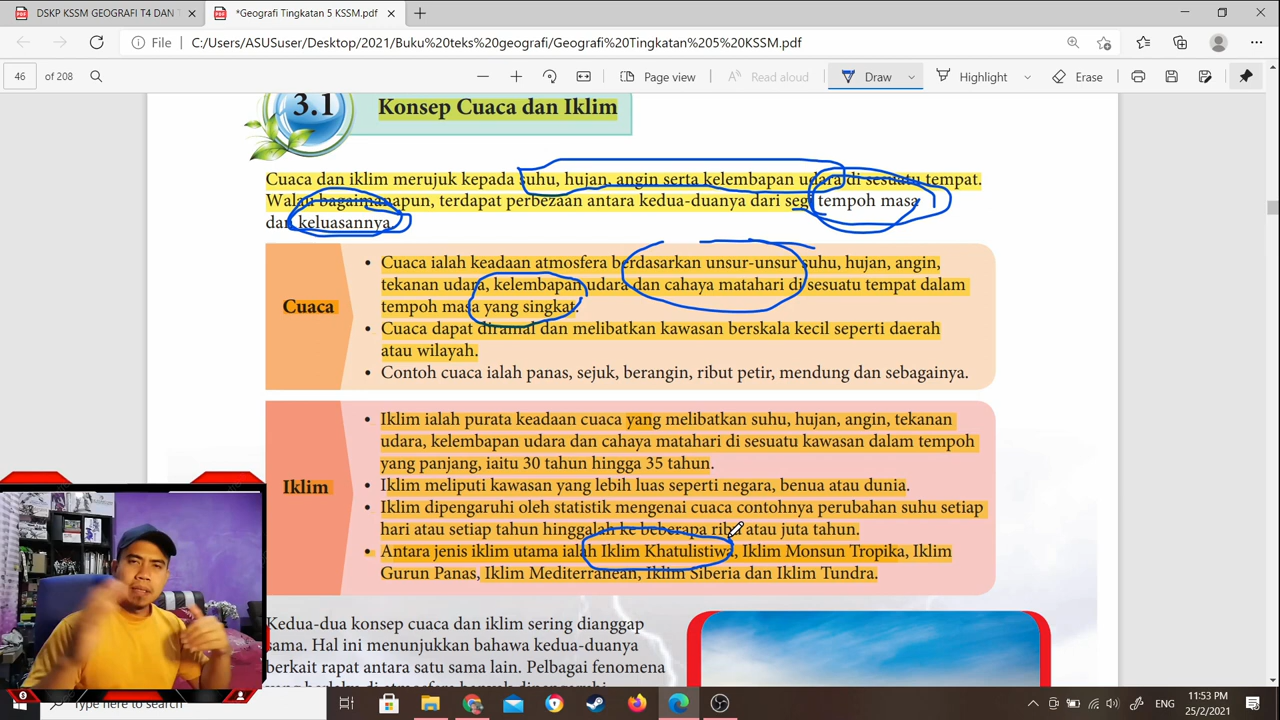 DSKP KSSM GEOGRAFI T4 DAN
*Geografi Tingkatan 5 KSSM.pdf
File C:/Users/ASUSuser/Desktop/2021/Buku%20teks%20geografi/Geografi%20Tingkatan%205%20KSSM.pdf
46 of 208 Page view Read aloud Draw Highlight Erase
3.1 Konsep Cuaca dan Iklim
Cuaca dan iklim merujuk kepada suhu, hujan, angin serta kelembapan udara di sesuatu tempat.
Walau bagaimanapun, terdapat perbezaan antara kedua-duanya dari segi tempoh masa
dan keluasannya.
Cuaca
• Cuaca ialah keadaan atmosfera berdasarkan unsur-unsur suhu, hujan, angin,
tekanan udara, kelembapan udara dan cahaya matahari di sesuatu tempat dalam
tempoh masa yang singkat.
• Cuaca dapat diramal dan melibatkan kawasan berskala kecil seperti daerah
atau wilayah.
• Contoh cuaca ialah panas, sejuk, berangin, ribut petir, mendung dan sebagainya.
Iklim
• Iklim ialah purata keadaan cuaca yang melibatkan suhu, hujan, angin, tekanan
udara, kelembapan udara dan cahaya matahari di sesuatu kawasan dalam tempoh
yang panjang, iaitu 30 tahun hingga 35 tahun.
• Iklim meliputi kawasan yang lebih luas seperti negara, benua atau dunia.
• Iklim dipengaruhi oleh statistik mengenai cuaca contohnya perubahan suhu setiap
hari atau setiap tahun hinggalah ke beberapa ribu atau juta tahun.
• Antara jenis iklim utama ialah Iklim Khatulistiwa, Iklim Monsun Tropika, Iklim
Gurun Panas, Iklim Mediterranean, Iklim Siberia dan Iklim Tundra.
Kedua-dua konsep cuaca dan iklim sering dianggap
sama. Hal ini menunjukkan bahawa kedua-duanya
berkait rapat antara satu sama lain. Pelbagai fenomena
Type here to search
ENG
11:53 PM
25/2/2021